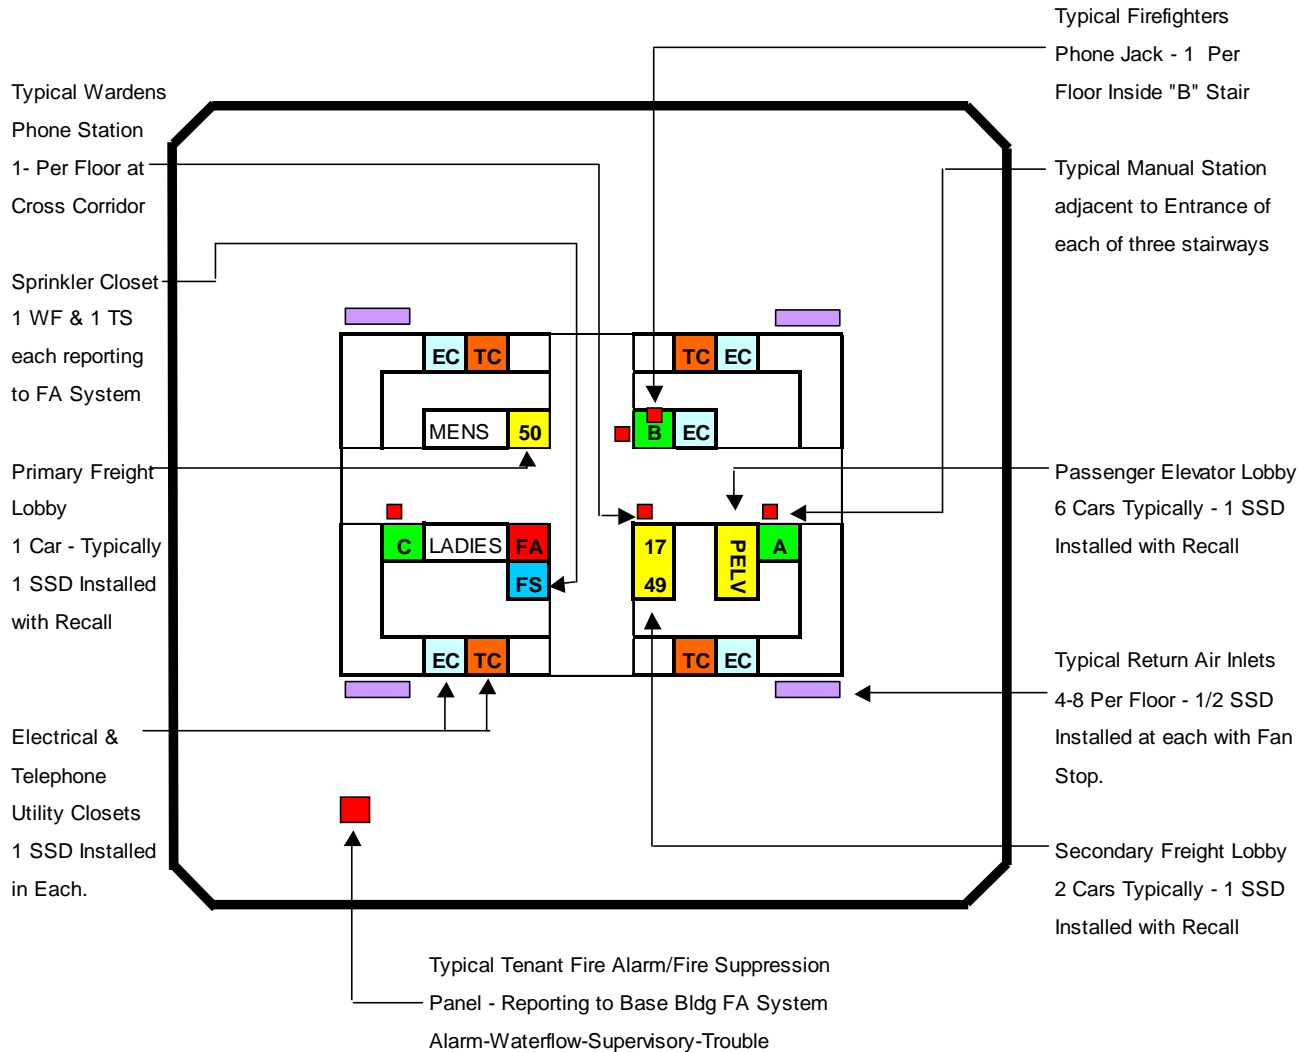 Typical Firefighters
Phone Jack - 1 Per
Floor Inside "B" Stair
Typical Wardens
Phone Station
1- Per Floor at
Cross Corridor
Typical Manual Station
adjacent to Entrance of
each of three stairways
Sprinkler Closet
1 WF & 1 TS
each reporting
to FA System
EC TC
TC EC
MENS 50
B EC
Primary Freight
Lobby
1 Car - Typically
1 SSD Installed
with Recall
Passenger Elevator Lobby
6 Cars Typically - 1 SSD
Installed with Recall
C LADIES FA
FS
17
49
PELV
A
EC TC
TC EC
Typical Return Air Inlets
4-8 Per Floor - 1/2 SSD
Installed at each with Fan
Stop.
Electrical &
Telephone
Utility Closets
1 SSD Installed
in Each.
Secondary Freight Lobby
2 Cars Typically - 1 SSD
Installed with Recall
Typical Tenant Fire Alarm/Fire Suppression
Panel - Reporting to Base Bldg FA System
Alarm-Waterflow-Supervisory-Trouble